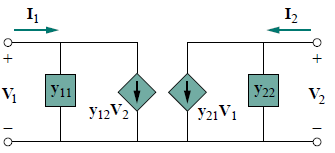 I₁ I₂
+ +
V₁ y₁₁ y₁₂V₂ y₂₁V₁ y₂₂ V₂
– –